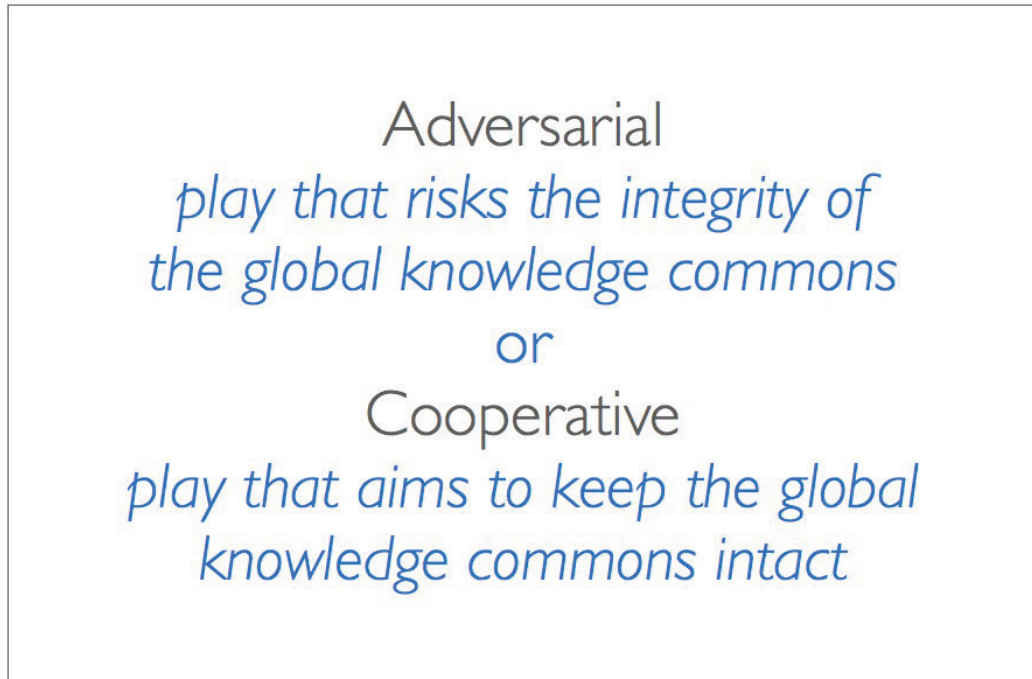 Adversarial
play that risks the integrity of
the global knowledge commons
or
Cooperative
play that aims to keep the global
knowledge commons intact